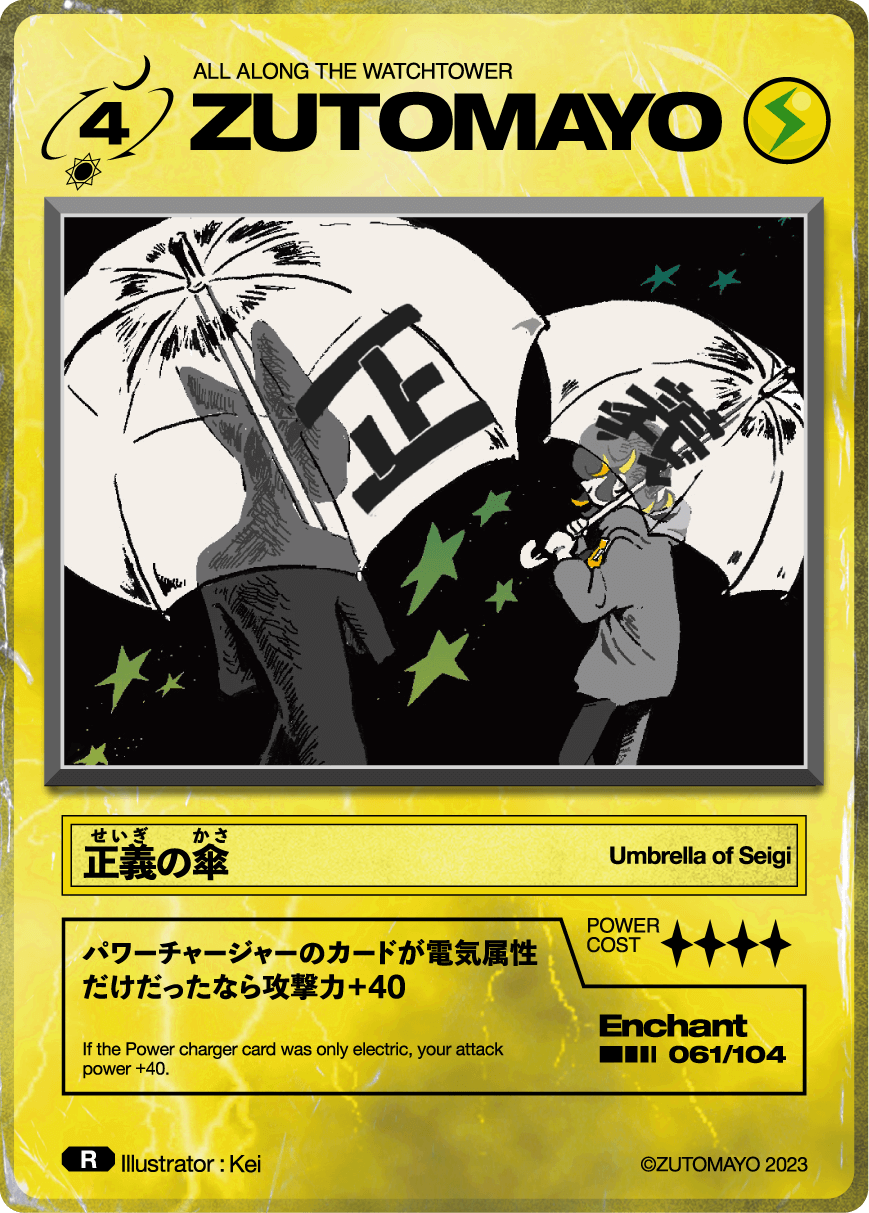 ALL ALONG THE WATCHTOWER
4
ZUTOMAYO
正
義
せいぎ かさ
正義の傘
Umbrella of Seigi
パワーチャージャーのカードが電気属性
だけだったなら攻撃力+40
If the Power charger card was only electric, your attack
power +40.
POWER
COST
Enchant
061/104
R
Illustrator : Kei
©ZUTOMAYO 2023